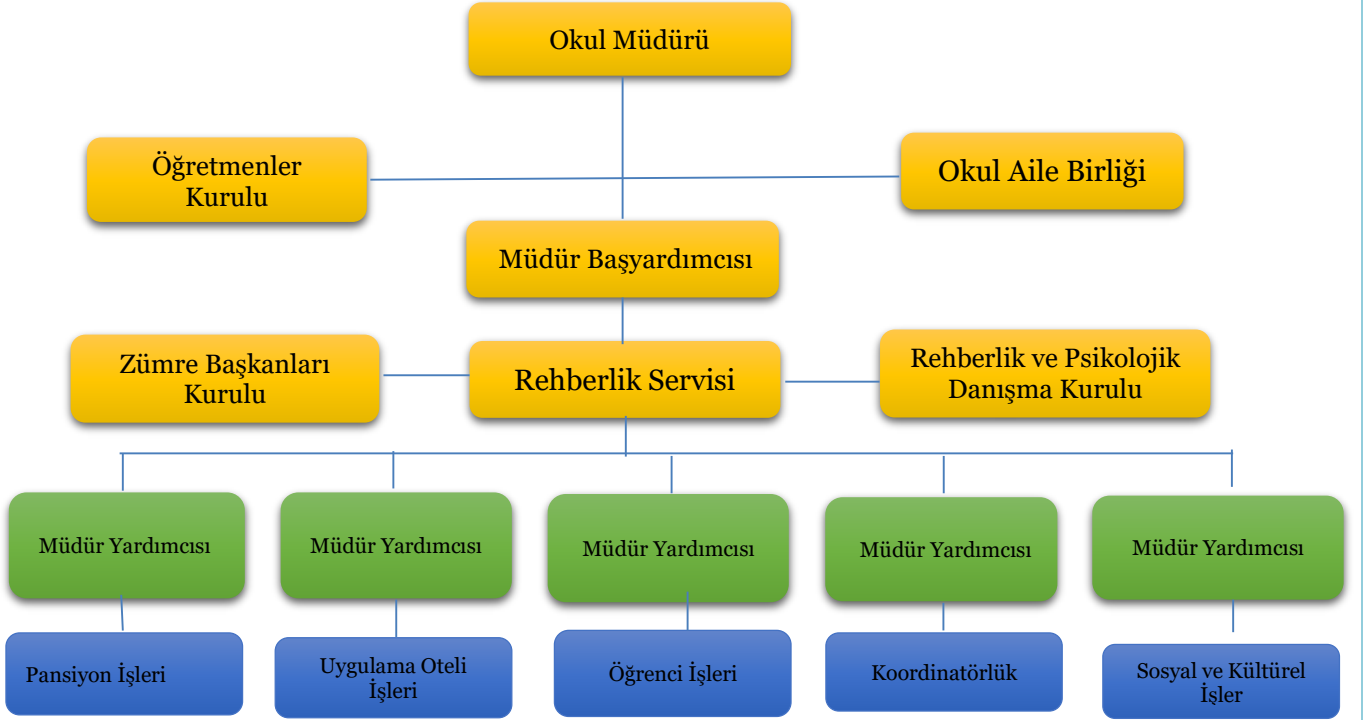 Okul Müdürü
Öğretmenler
Kurulu
Okul Aile Birliği
Müdür Başyardımcısı
Zümre Başkanları
Kurulu
Rehberlik Servisi
Rehberlik ve Psikolojik
Danışma Kurulu
Müdür Yardımcısı
Müdür Yardımcısı
Müdür Yardımcısı
Müdür Yardımcısı
Müdür Yardımcısı
Pansiyon İşleri
Uygulama Oteli
İşleri
Öğrenci İşleri
Koordinatörlük
Sosyal ve Kültürel
İşler